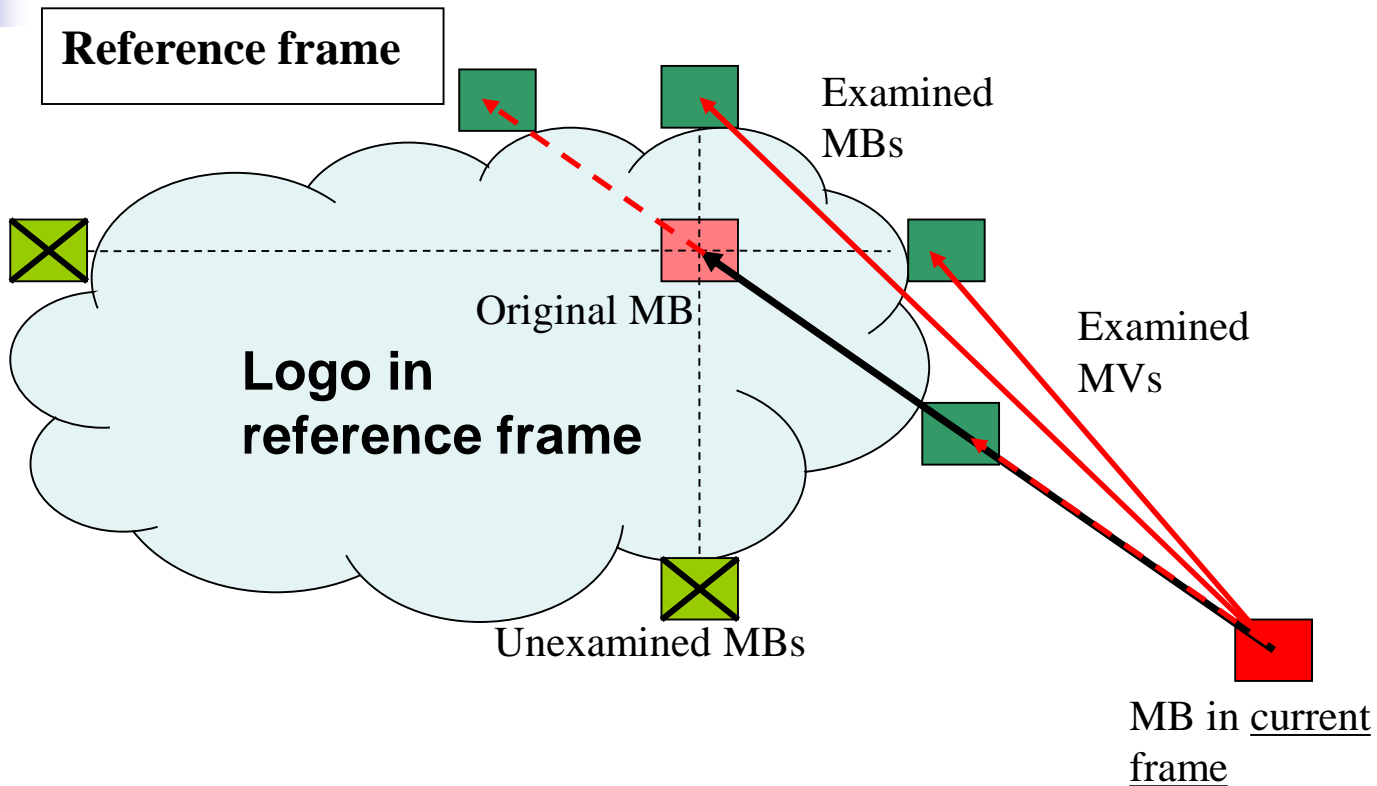 Reference frame
Examined
MBs
Original MB
Examined
MVs
Logo in
reference frame
Unexamined MBs
MB in current
frame